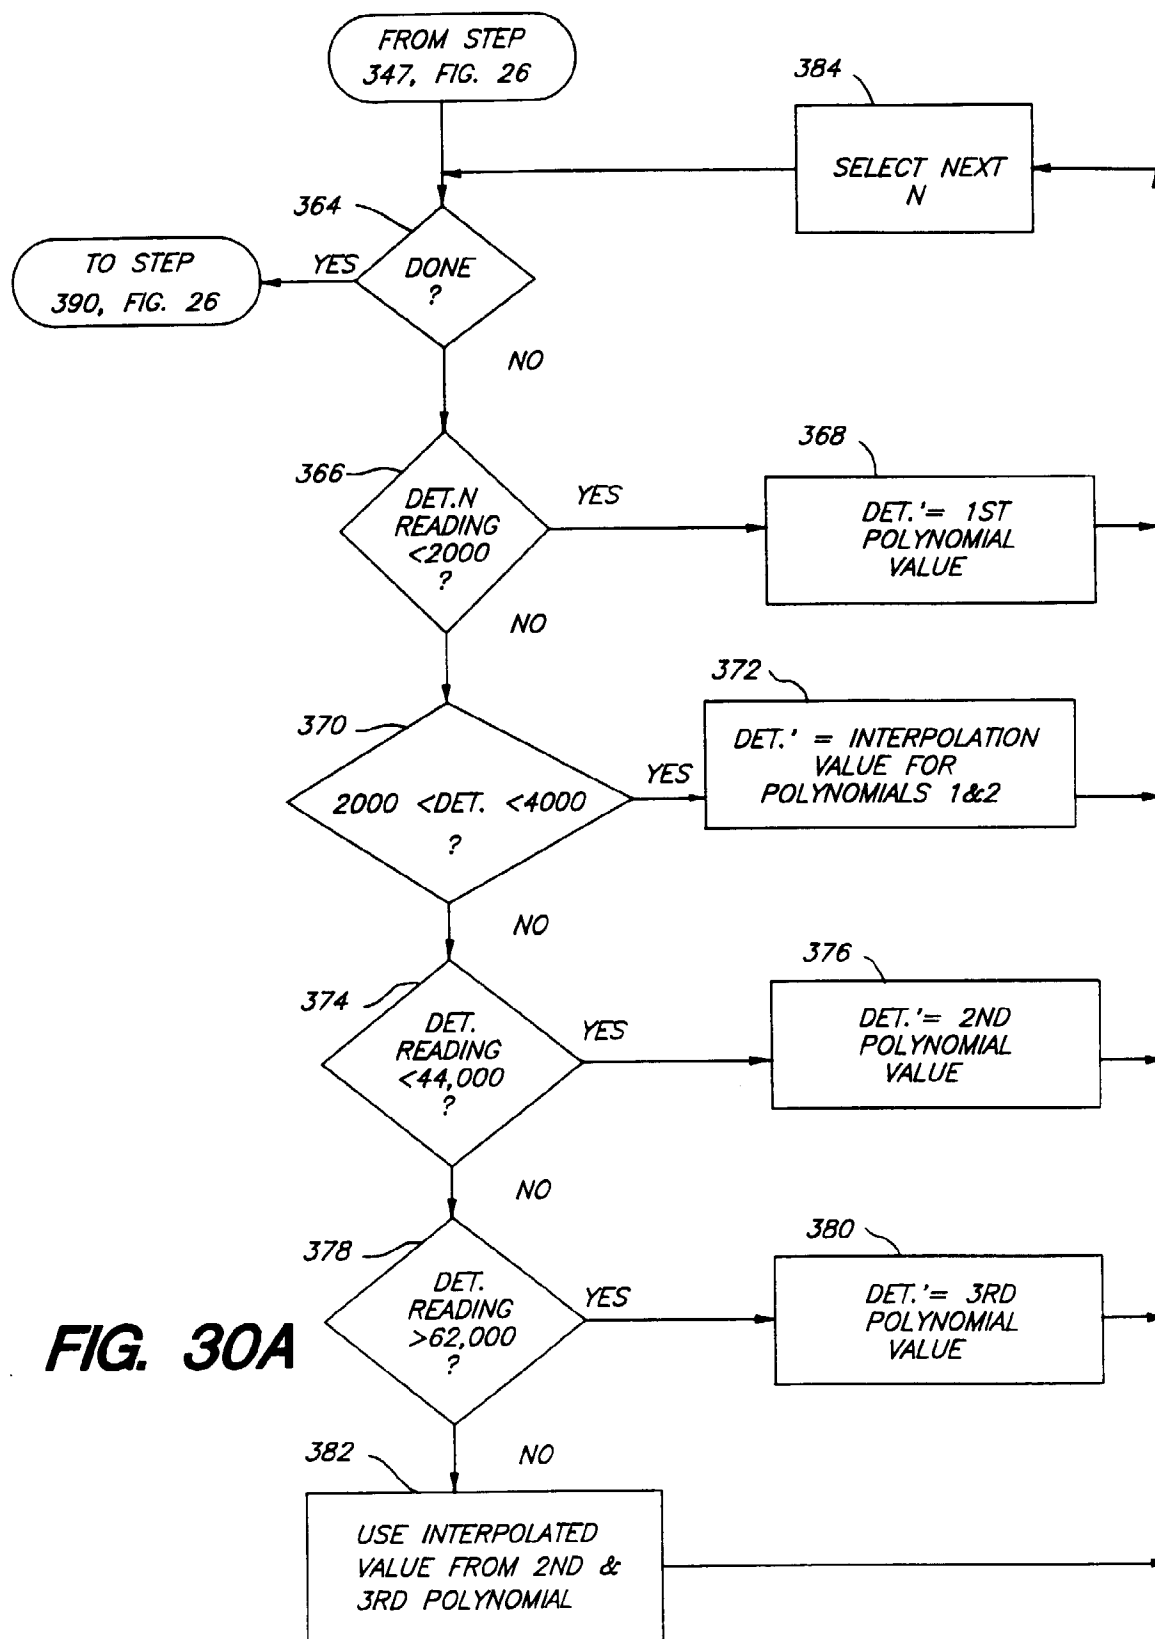 FROM STEP
347, FIG. 26
384
SELECT NEXT
N
364
TO STEP
390, FIG. 26
YES
DONE
?
NO
366
DET.N
READING
<2000
?
YES
368
DET.'= 1ST
POLYNOMIAL
VALUE
NO
370
2000 <DET. <4000
?
YES
372
DET.' = INTERPOLATION
VALUE FOR
POLYNOMIALS 1&2
NO
374
DET.
READING
<44,000
?
YES
376
DET.'= 2ND
POLYNOMIAL
VALUE
NO
378
DET.
READING
>62,000
?
YES
380
DET.'= 3RD
POLYNOMIAL
VALUE
FIG. 30A
NO
382
USE INTERPOLATED
VALUE FROM 2ND &
3RD POLYNOMIAL